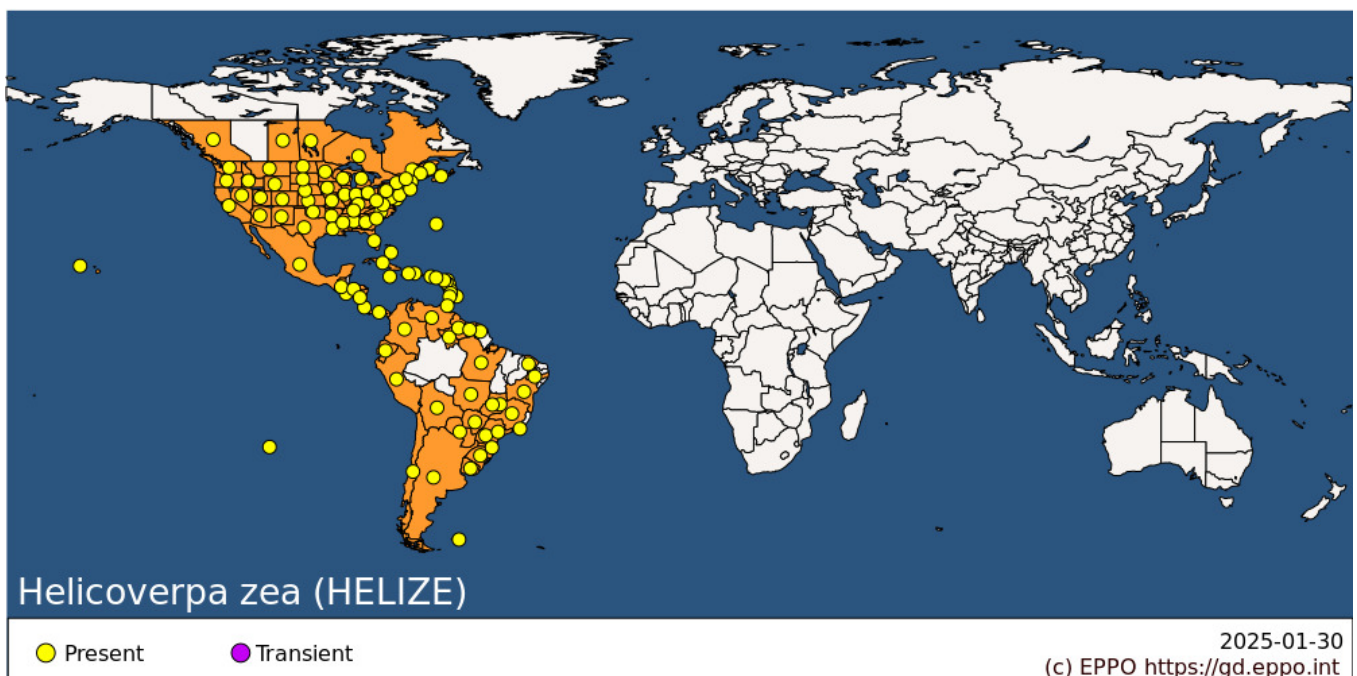 Helicoverpa zea (HELIZE)
Present
Transient
2025-01-30
(c) EPPO https://gd.eppo.int